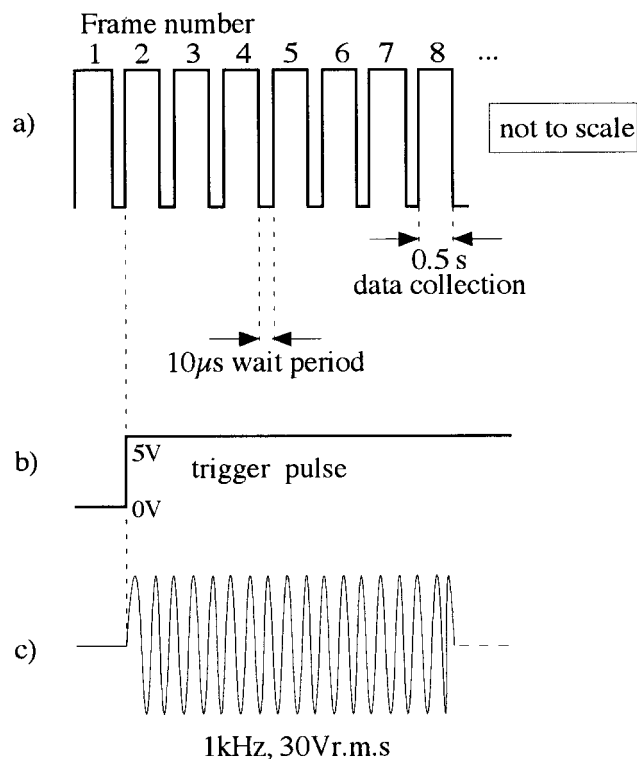 Frame number
1 2 3 4 5 6 7 8 ...
a)
not to scale
0.5 s
data collection
10μs wait period
b)
5V
trigger pulse
0V
c)
1kHz, 30Vr.m.s